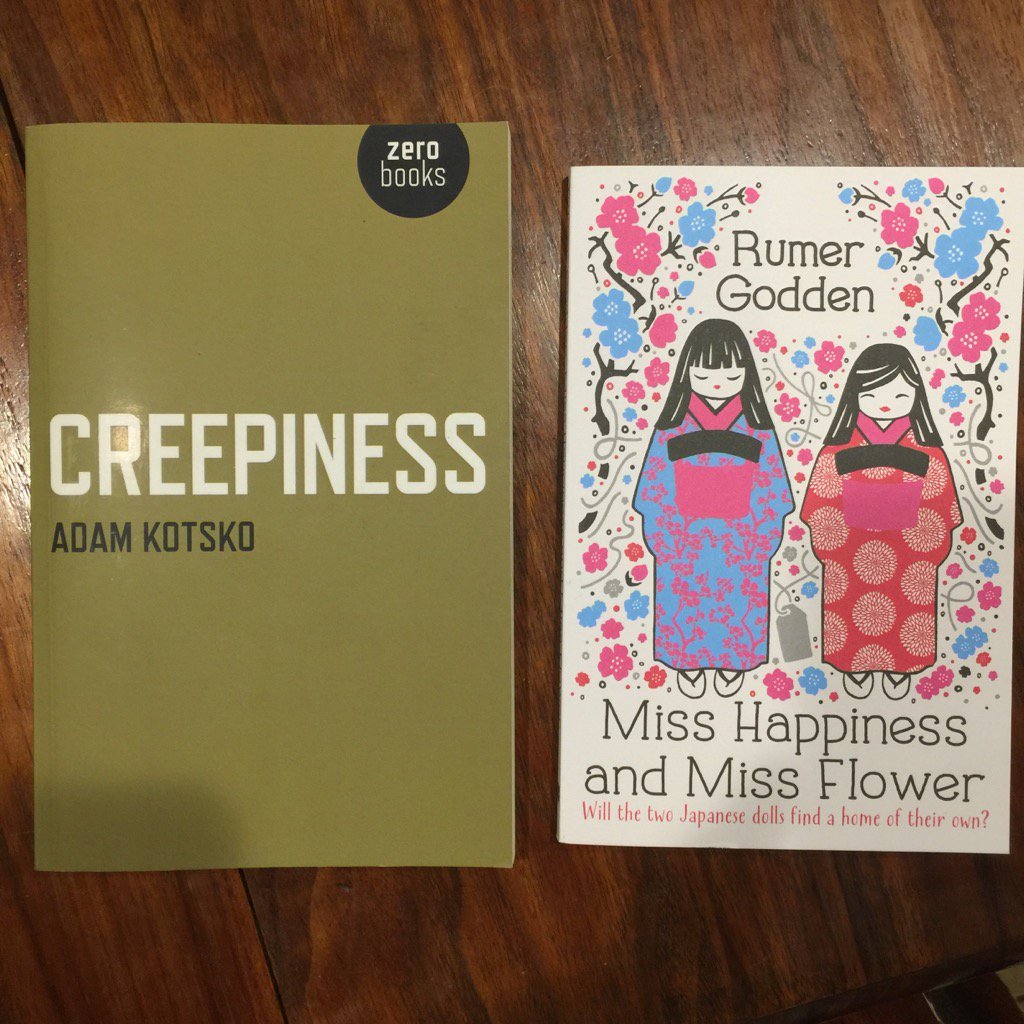 zero
books
CREEPINESS
ADAM KOTSKO
Rumer
Godden
Miss Happiness
and Miss Flower
Will the two Japanese dolls find a home of their own?